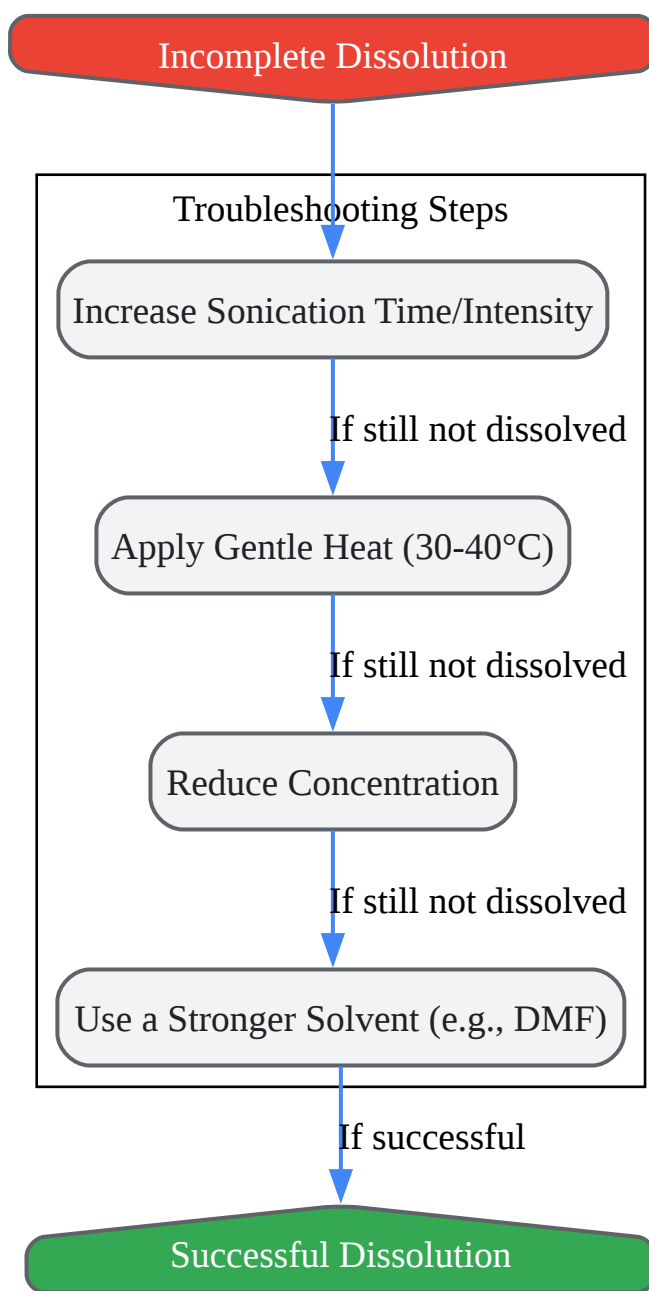 Incomplete Dissolution
Troubleshooting Steps
Increase Sonication Time/Intensity
If still not dissolved
Apply Gentle Heat (30-40°C)
If still not dissolved
Reduce Concentration
If still not dissolved
Use a Stronger Solvent (e.g., DMF)
If successful
Successful Dissolution